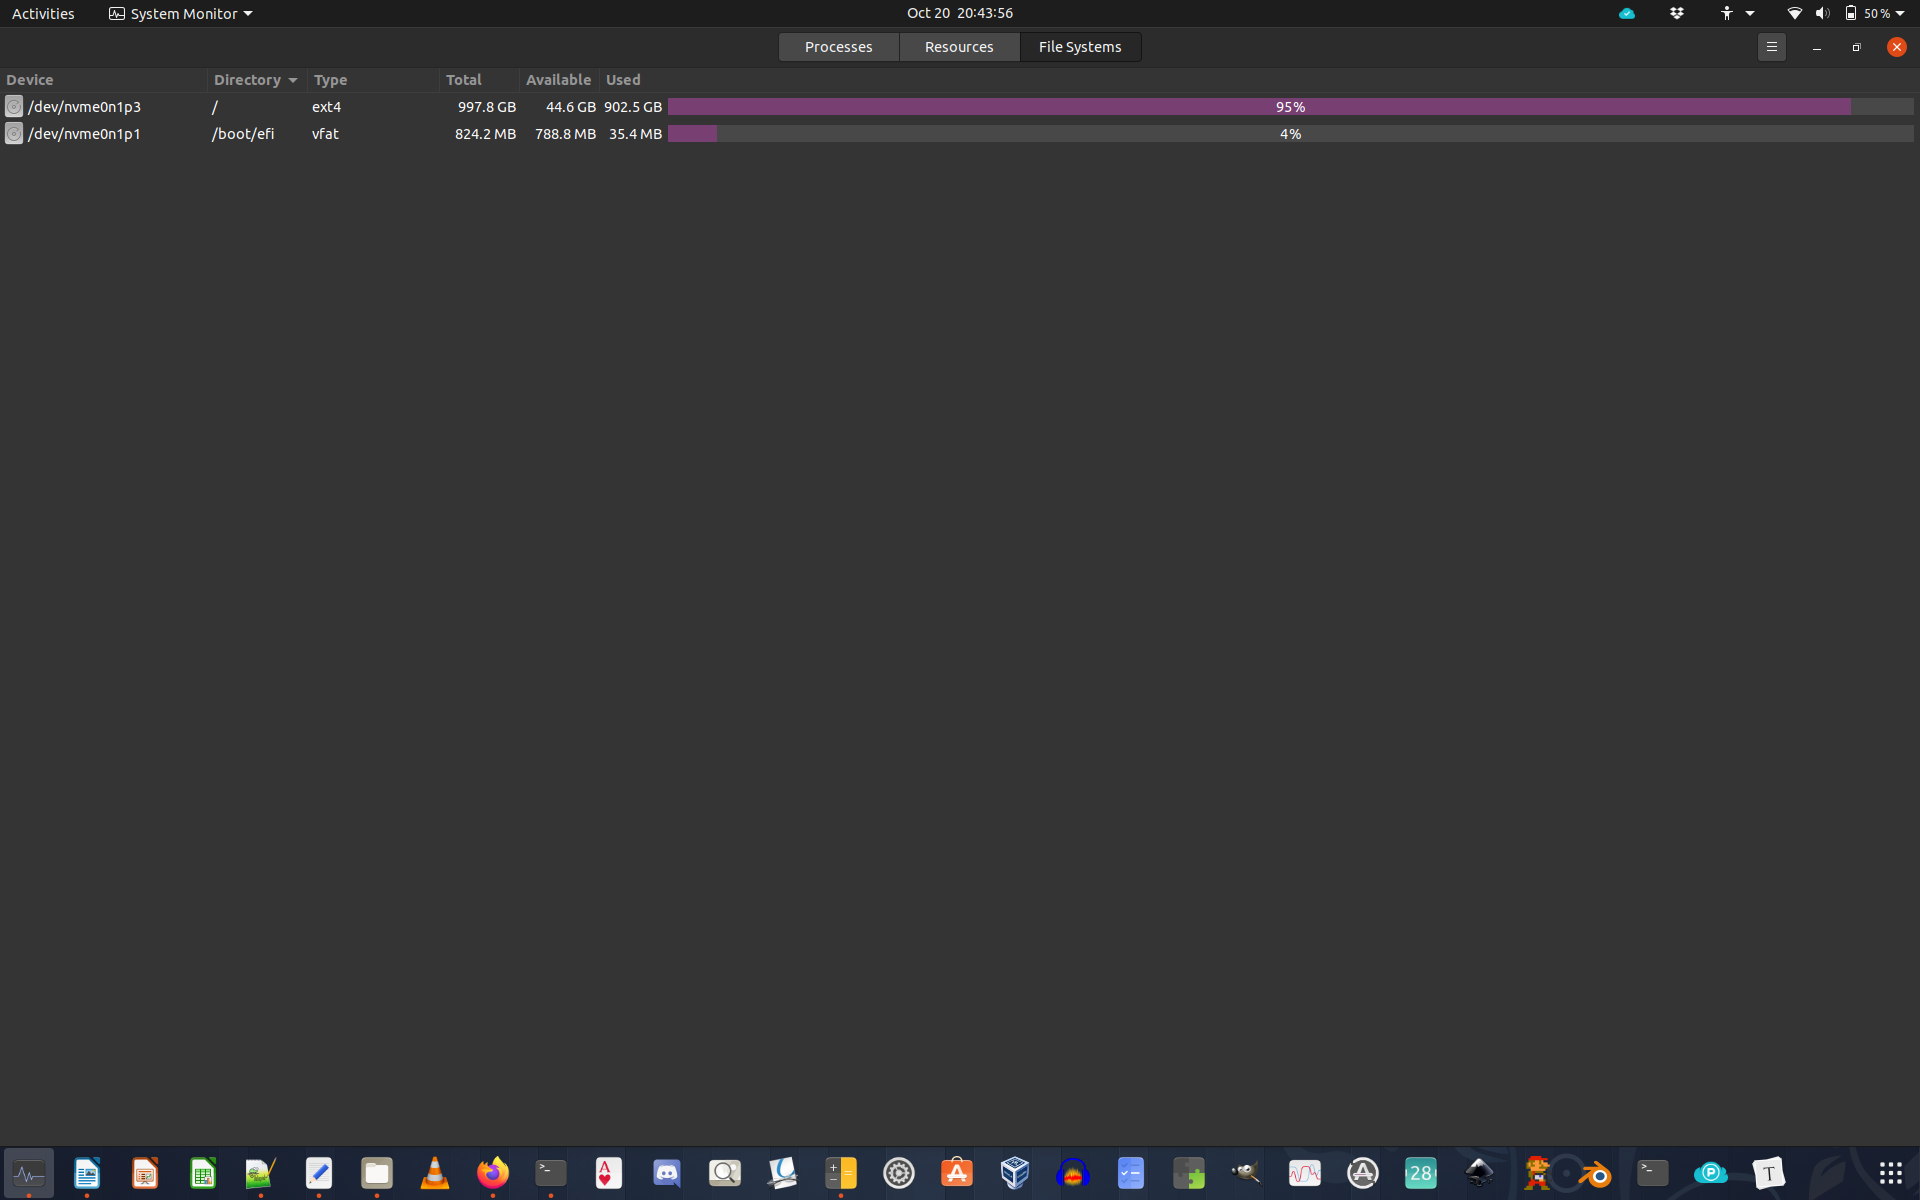 Activities System Monitor Oct 20 20:43:56 50 %
Processes Resources File Systems
Device Directory Type Total Available Used
/dev/nvme0n1p3 / ext4 997.8 GB 44.6 GB 902.5 GB 95%
/dev/nvme0n1p1 /boot/efi vfat 824.2 MB 788.8 MB 35.4 MB 4%
>_ A A 28 >_ P T